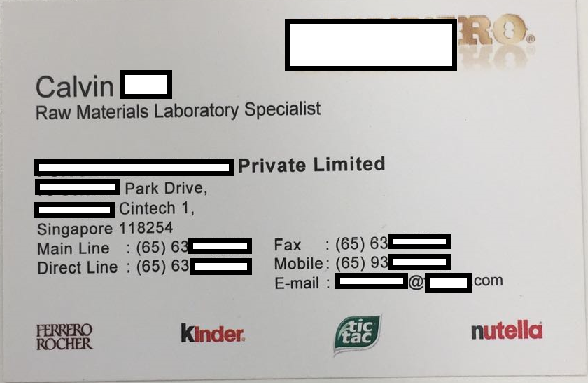 RO®
Calvin
Raw Materials Laboratory Specialist
Private Limited
Park Drive,
Cintech 1,
Singapore 118254
Main Line : (65) 63
Direct Line : (65) 63
Fax : (65) 63
Mobile : (65) 93
E-mail : @ com
FERRERO
ROCHER
Kinder®
tic
tac
nutella®